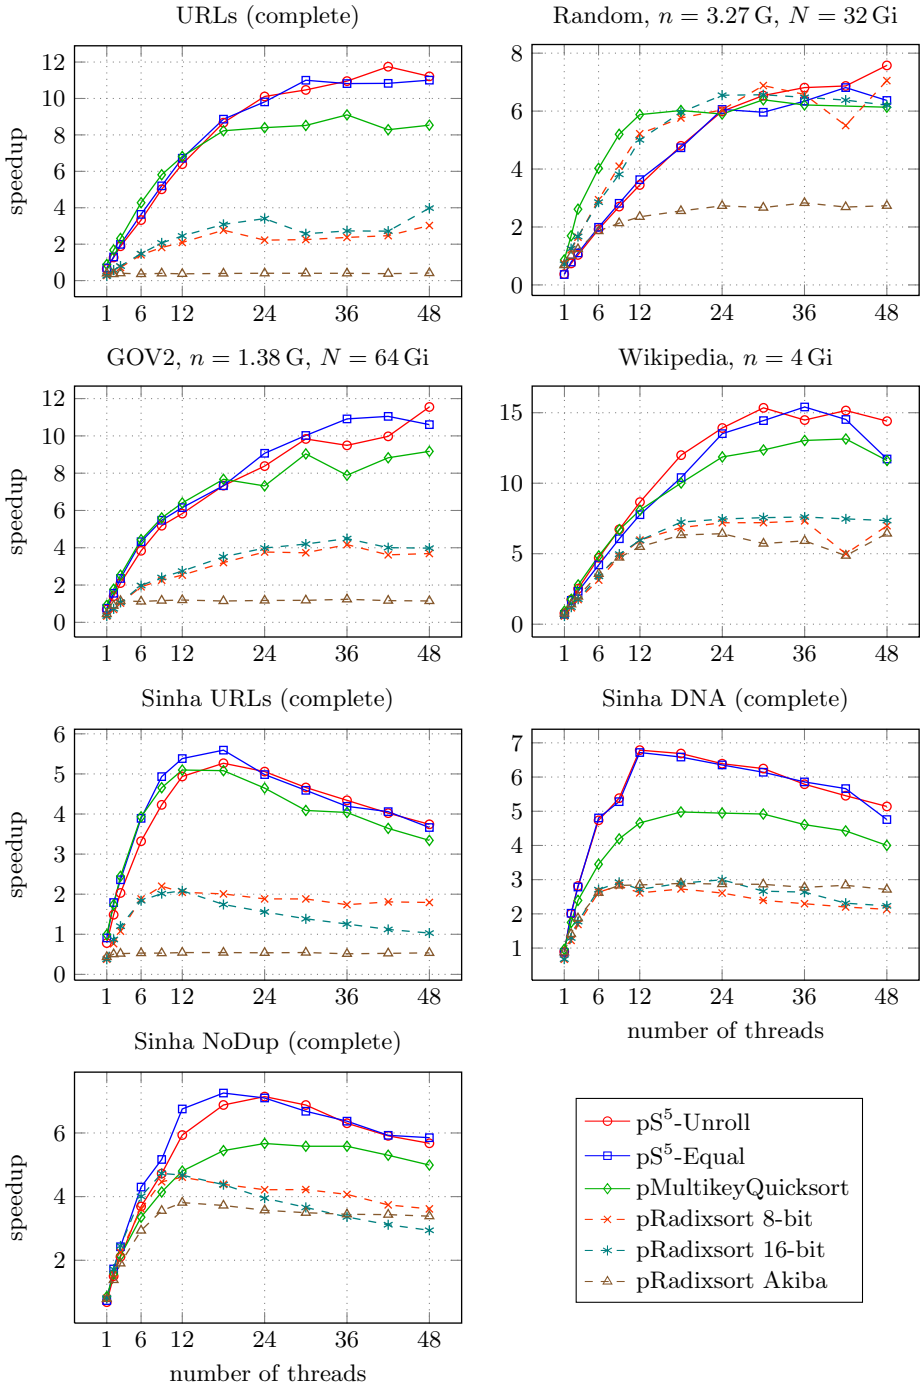 URLs (complete)
speedup
12
10
8
6
4
2
0
1 6 12 24 36 48
Random, n = 3.27 G, N = 32 Gi
8
6
4
2
0
1 6 12 24 36 48
GOV2, n = 1.38 G, N = 64 Gi
speedup
12
10
8
6
4
2
0
1 6 12 24 36 48
Wikipedia, n = 4 Gi
15
10
5
0
1 6 12 24 36 48
Sinha URLs (complete)
speedup
6
5
4
3
2
1
0
1 6 12 24 36 48
Sinha DNA (complete)
7
6
5
4
3
2
1
1 6 12 24 36 48
number of threads
Sinha NoDup (complete)
speedup
6
4
2
1 6 12 24 36 48
number of threads
pS⁵-Unroll
pS⁵-Equal
pMultikeyQuicksort
pRadixsort 8-bit
pRadixsort 16-bit
pRadixsort Akiba